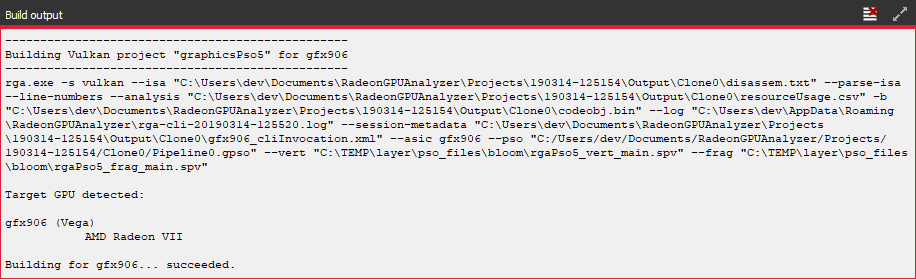 Build output
-------------------------------------------------
Building Vulkan project "graphicsPso5" for gfx906
-------------------------------------------------
rga.exe -s vulkan --isa "C:\Users\dev\Documents\RadeonGPUAnalyzer\Projects\190314-125154\Output\Clone0\disassem.txt" --parse-isa
--line-numbers --analysis "C:\Users\dev\Documents\RadeonGPUAnalyzer\Projects\190314-125154\Output\Clone0\resourceUsage.csv" -b
"C:\Users\dev\Documents\RadeonGPUAnalyzer\Projects\190314-125154\Output\Clone0\codeobj.bin" --log "C:\Users\dev\AppData\Roaming
\RadeonGPUAnalyzer\rga-cli-20190314-125520.log" --session-metadata "C:\Users\dev\Documents\RadeonGPUAnalyzer\Projects
\190314-125154\Output\Clone0\gfx906_cliInvocation.xml" --asic gfx906 --pso "C:/Users/dev/Documents/RadeonGPUAnalyzer/Projects/
190314-125154/Clone0/Pipeline0.gpso" --vert "C:\TEMP\layer\pso_files\bloom\rgaPso5_vert_main.spv" --frag "C:\TEMP\layer\pso_files
\bloom\rgaPso5_frag_main.spv"
Target GPU detected:
gfx906 (Vega)
AMD Radeon VII
Building for gfx906... succeeded.